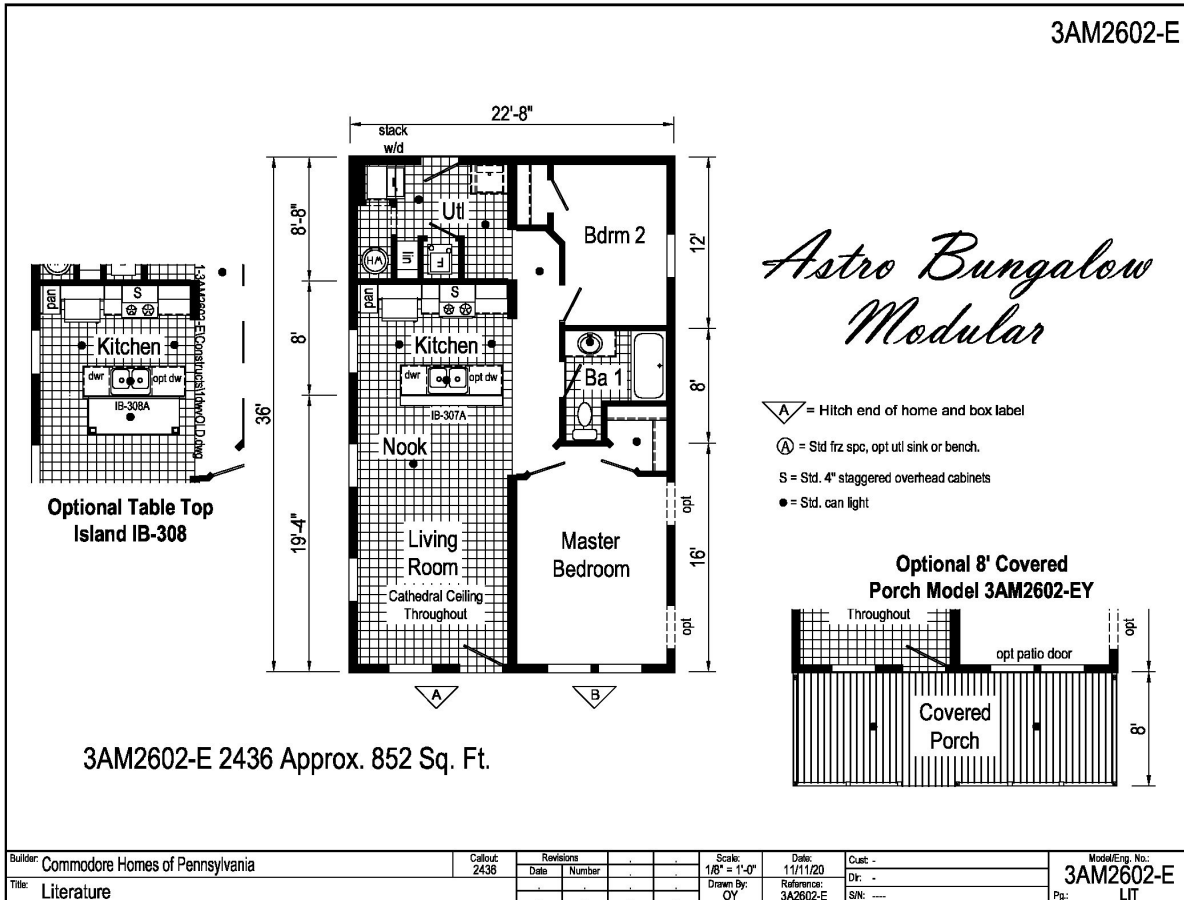 3AM2602-E
22'-8"
stack
w/d
8'-8"
Utl
WH
lin
F
Bdrm 2
12'
36'
8'
pan
S
Kitchen
dwr
opt dw
IB-307A
Ba 1
8'
Nook
19'-4"
Living
Room
Cathedral Ceiling
Throughout
Master
Bedroom
opt
16'
opt
A
B
pan
S
Kitchen
dwr
opt dw
IB-308A
Optional Table Top
Island IB-308
Astro Bungalow
Modular
A = Hitch end of home and box label
A = Std frz spc, opt utl sink or bench.
S = Std. 4" staggered overhead cabinets
● = Std. can light
Optional 8' Covered
Porch Model 3AM2602-EY
Throughout
opt patio door
opt
Covered
Porch
8'
3AM2602-E 2436 Approx. 852 Sq. Ft.
Builder: Commodore Homes of Pennsylvania
Title: Literature
Callout:
2436
Revisions
Date Number
Scale:
1/8" = 1'-0"
Drawn By:
OY
Date:
11/11/20
Reference:
3A2602-E
Cust: -
Dir: -
S/N: ----
Model/Eng. No.:
3AM2602-E
Pg.: LIT